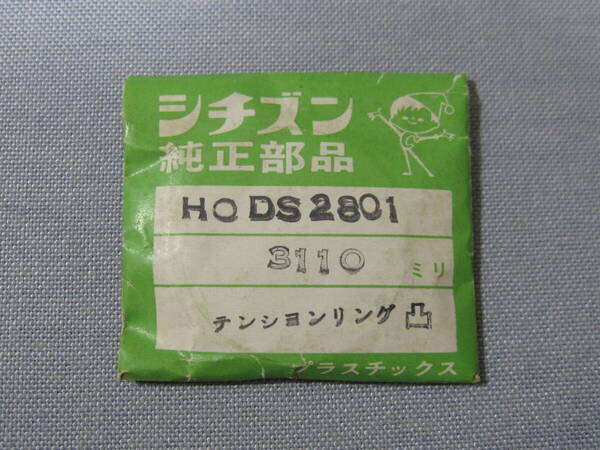 シチズン
純正部品
HO DS 2801
3110 ミリ
テンションリング 凸
プラスチックス